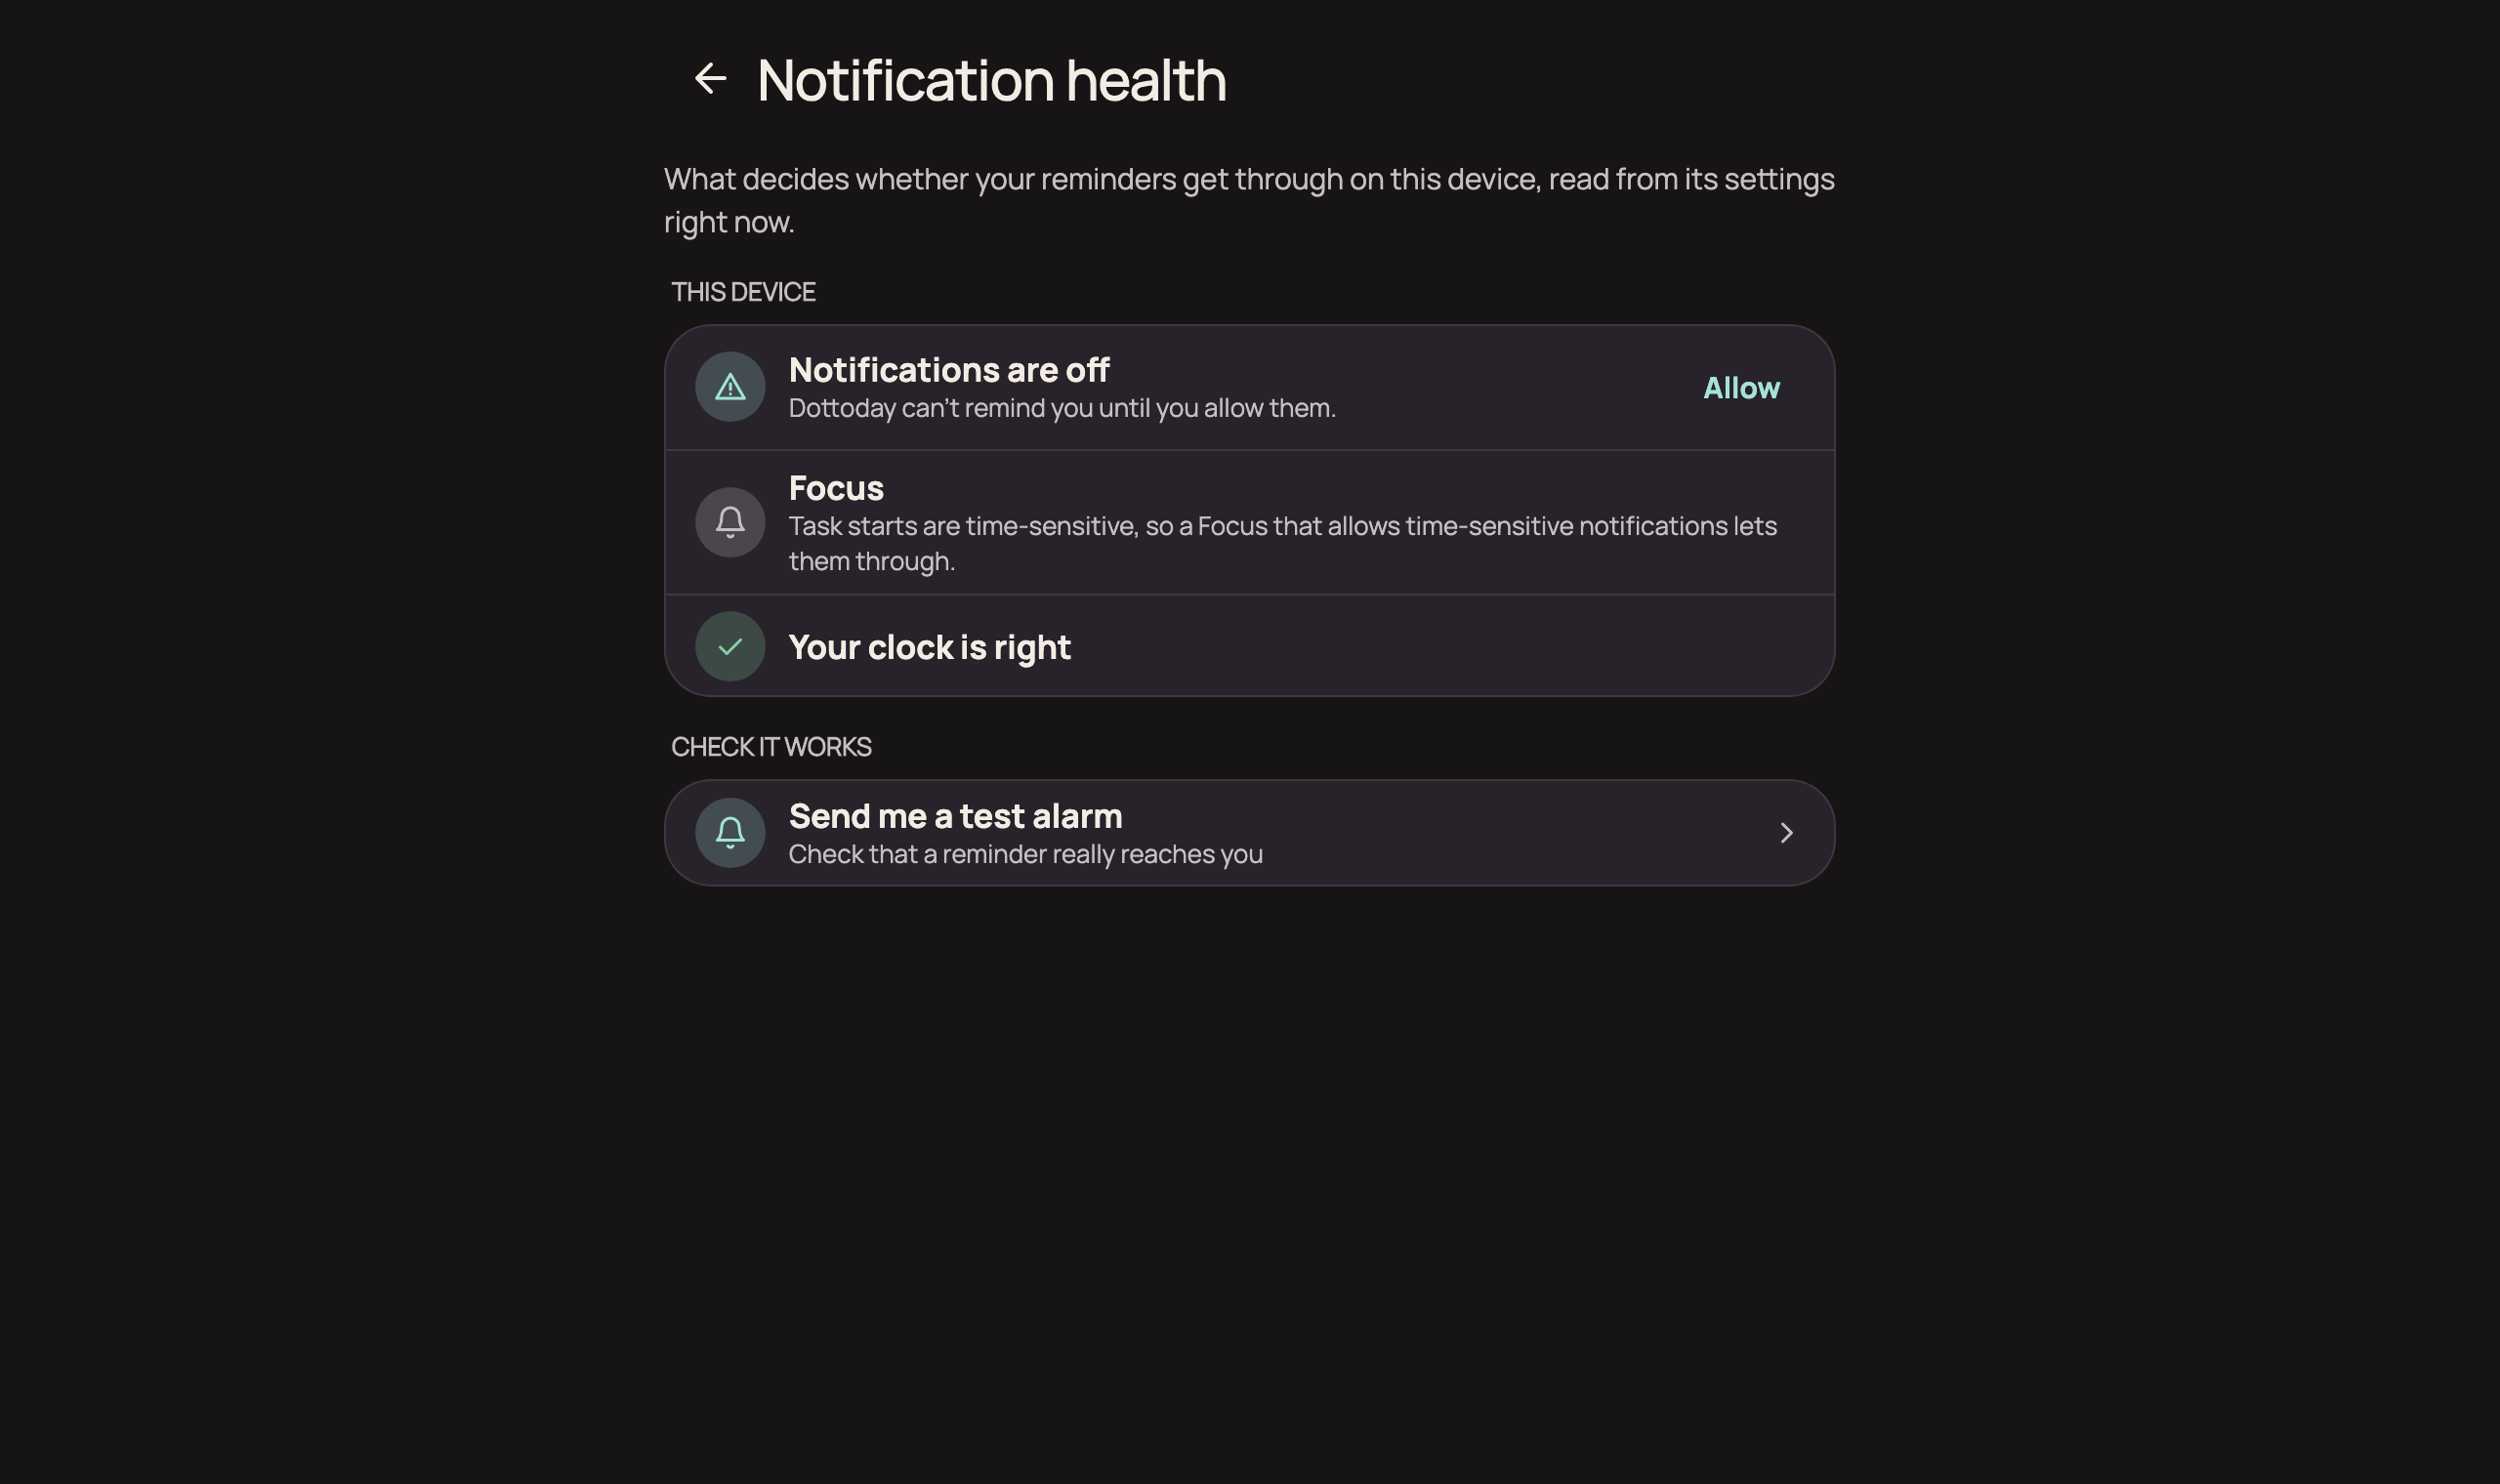 Notification health
What decides whether your reminders get through on this device, read from its settings
right now.
THIS DEVICE
Notifications are off
Dottoday can’t remind you until you allow them.
Allow
Focus
Task starts are time-sensitive, so a Focus that allows time-sensitive notifications lets
them through.
Your clock is right
CHECK IT WORKS
Send me a test alarm
Check that a reminder really reaches you